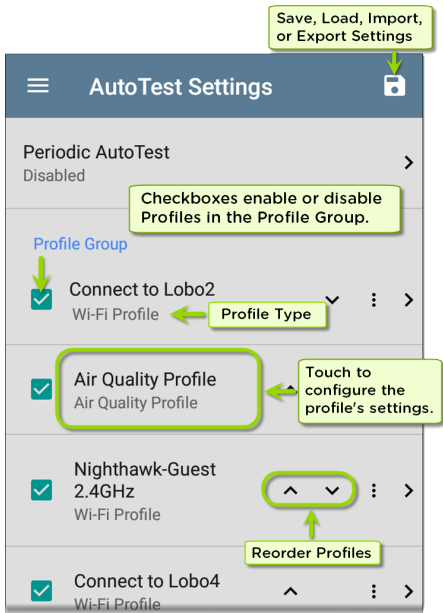 Save, Load, Import,
or Export Settings
AutoTest Settings
Periodic AutoTest
Disabled
Checkboxes enable or disable
Profiles in the Profile Group.
Profile Group
Connect to Lobo2
Wi-Fi Profile
Profile Type
Air Quality Profile
Air Quality Profile
Touch to
configure the
profile's settings.
Nighthawk-Guest
2.4GHz
Wi-Fi Profile
Reorder Profiles
Connect to Lobo4
Wi-Fi Profile